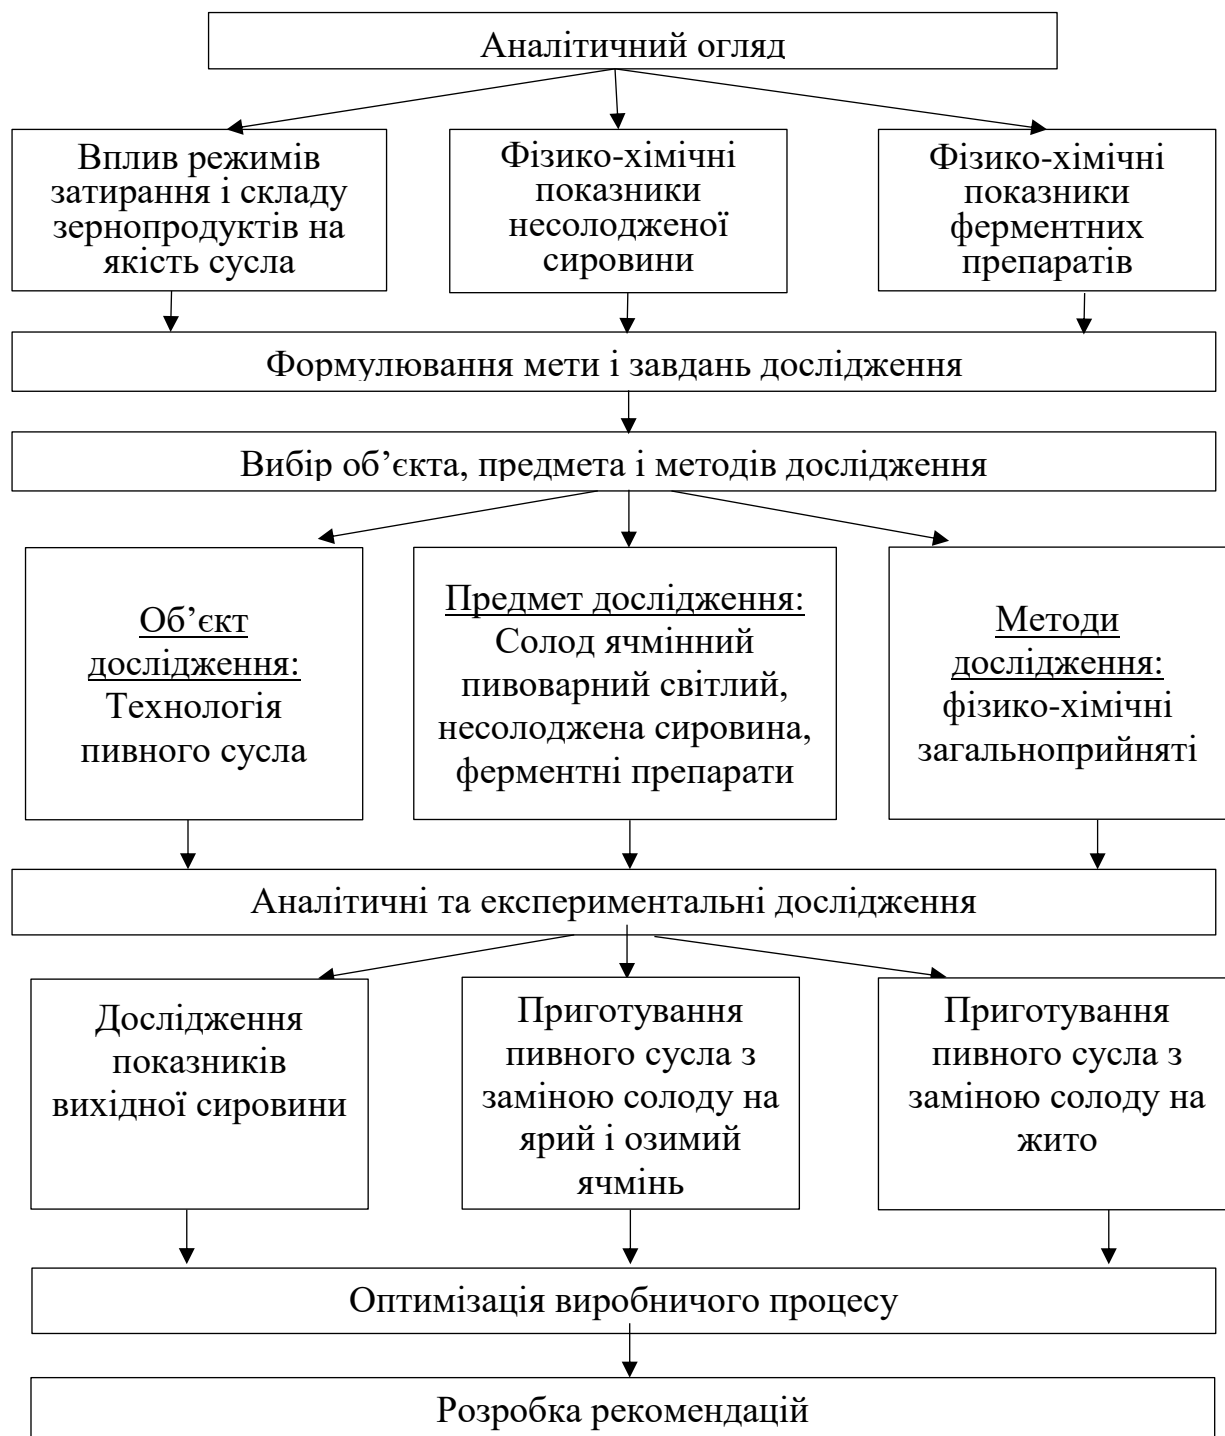 Аналітичний огляд
Вплив режимів
затирання і складу
зернопродуктів на
якість сусла
Фізико-хімічні
показники
несолодженої
сировини
Фізико-хімічні
показники
ферментних
препаратів
Формулювання мети і завдань дослідження
Вибір об’єкта, предмета і методів дослідження
Об’єкт
дослідження:
Технологія
пивного сусла
Предмет дослідження:
Солод ячмінний
пивоварний світлий,
несолоджена сировина,
ферментні препарати
Методи
дослідження:
фізико-хімічні
загальноприйняті
Аналітичні та експериментальні дослідження
Дослідження
показників
вихідної сировини
Приготування
пивного сусла з
заміною солоду на
ярий і озимий
ячмінь
Приготування
пивного сусла з
заміною солоду на
жито
Оптимізація виробничого процесу
Розробка рекомендацій